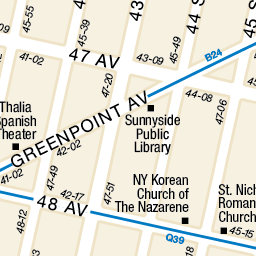 45-39
43
44 S
45 S
47 AV
43-09
45-49
B24
41-02
47-20
44-08
47-06
GREENPOINT AV
Thalia
Spanish
Theater
Sunnyside
Public
Library
42-02
41-02
47-49
42-17
47-51
48 AV
48-12
NY Korean
Church of
The Nazarene
St. Nich
Roman
Church
45-15
Q39